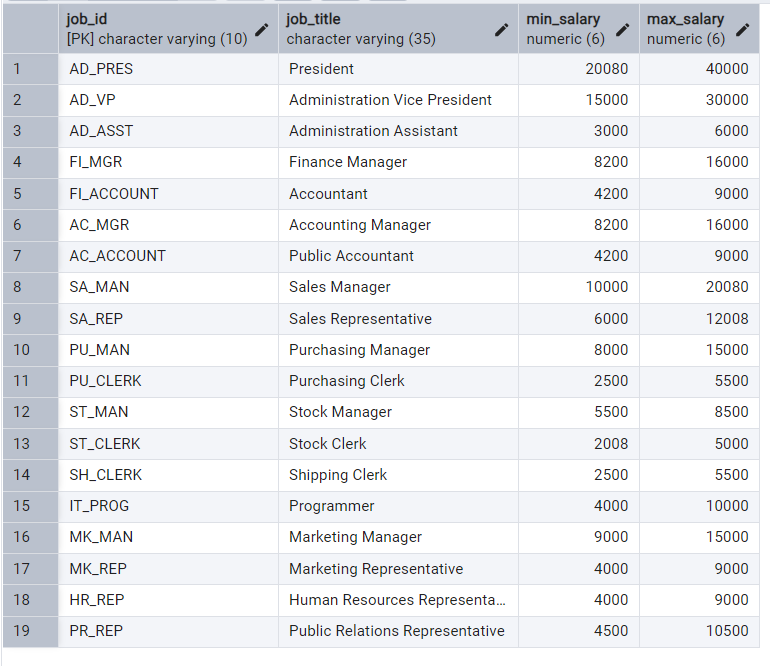 job_id job_title min_salary max_salary
[PK] character varying (10) character varying (35) numeric (6) numeric (6)
1 AD_PRES President 20080 40000
2 AD_VP Administration Vice President 15000 30000
3 AD_ASST Administration Assistant 3000 6000
4 FI_MGR Finance Manager 8200 16000
5 FI_ACCOUNT Accountant 4200 9000
6 AC_MGR Accounting Manager 8200 16000
7 AC_ACCOUNT Public Accountant 4200 9000
8 SA_MAN Sales Manager 10000 20080
9 SA_REP Sales Representative 6000 12008
10 PU_MAN Purchasing Manager 8000 15000
11 PU_CLERK Purchasing Clerk 2500 5500
12 ST_MAN Stock Manager 5500 8500
13 ST_CLERK Stock Clerk 2008 5000
14 SH_CLERK Shipping Clerk 2500 5500
15 IT_PROG Programmer 4000 10000
16 MK_MAN Marketing Manager 9000 15000
17 MK_REP Marketing Representative 4000 9000
18 HR_REP Human Resources Representa... 4000 9000
19 PR_REP Public Relations Representative 4500 10500